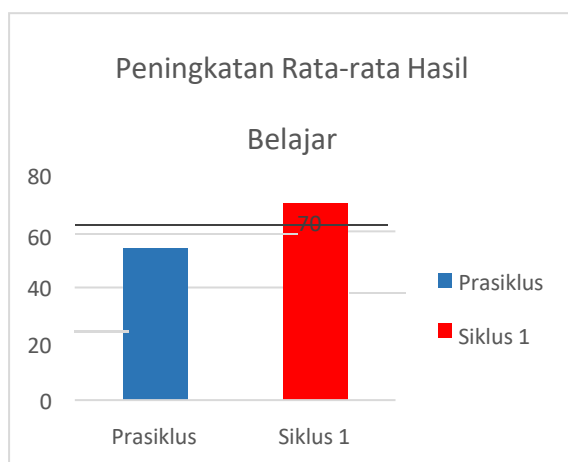 Peningkatan Rata-rata Hasil
Belajar
80
60
40
20
0
70
Prasiklus
Siklus 1
Prasiklus
Siklus 1